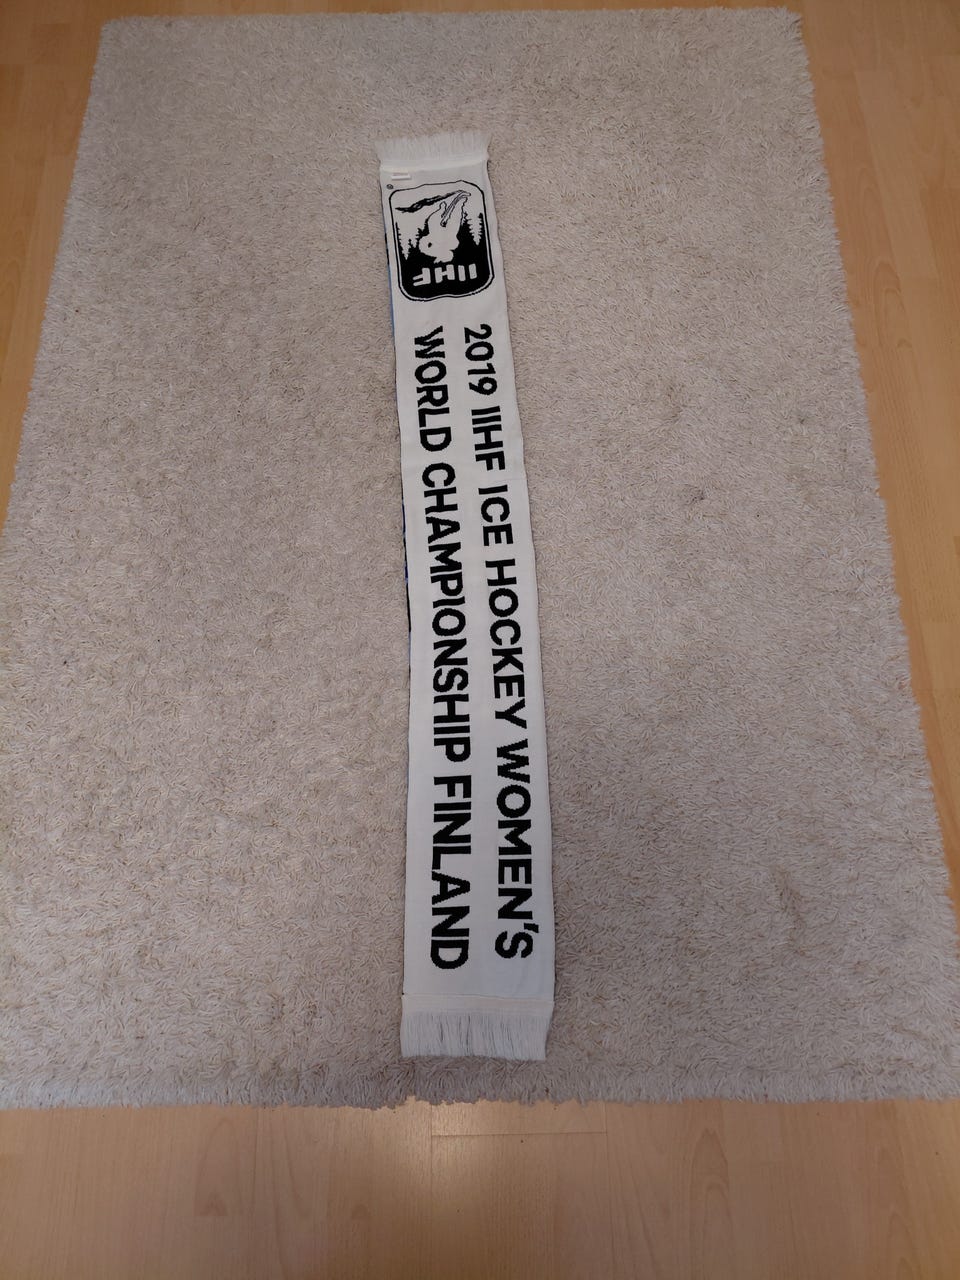 IIHF
2019 IIHF ICE HOCKEY WOMEN'S
WORLD CHAMPIONSHIP FINLAND